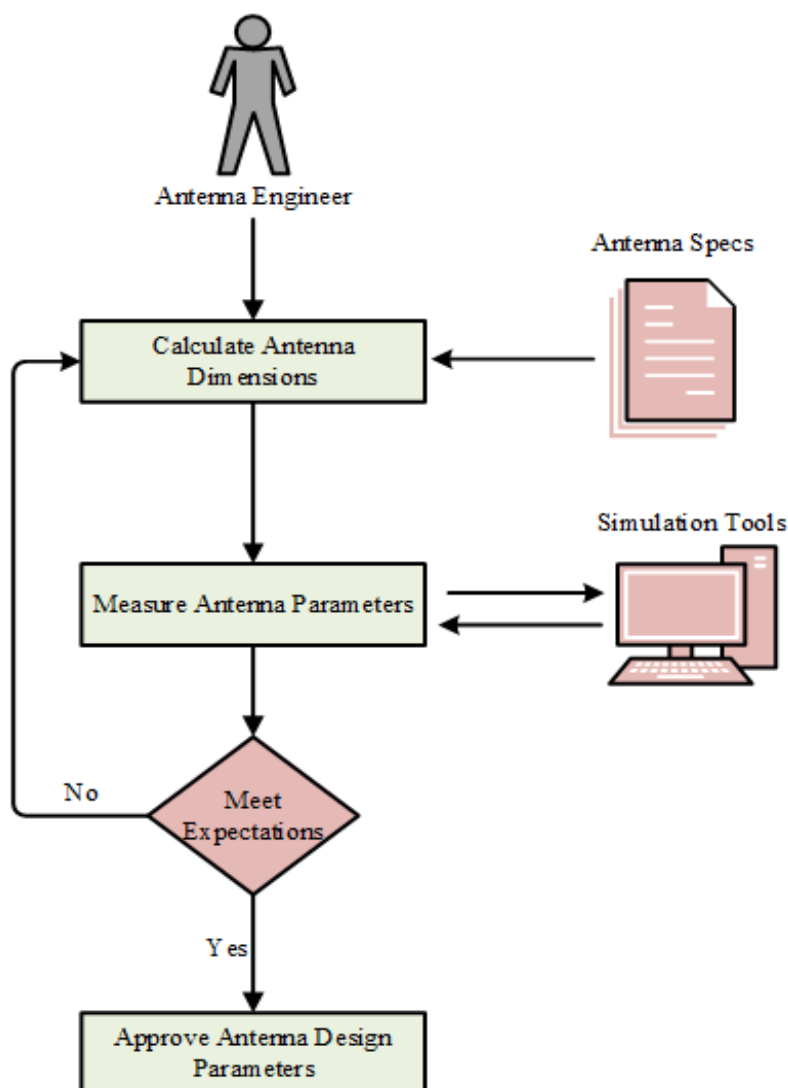 Antenna Engineer
Antenna Specs
Calculate Antenna
Dimensions
Simulation Tools
Measure Antenna Parameters
No
Meet
Expectations
Yes
Approve Antenna Design
Parameters